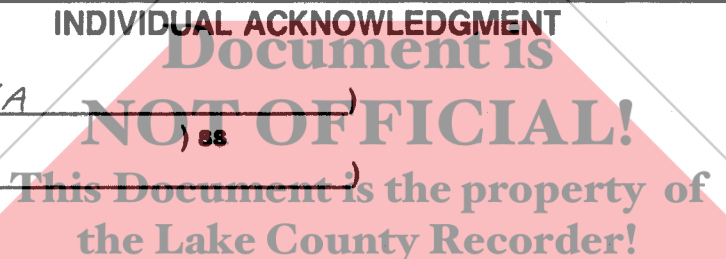 INDIVIDUAL ACKNOWLEDGMENT
Document is
A )
NOT OFFICIAL!
) SS
)
This Document is the property of
the Lake County Recorder!